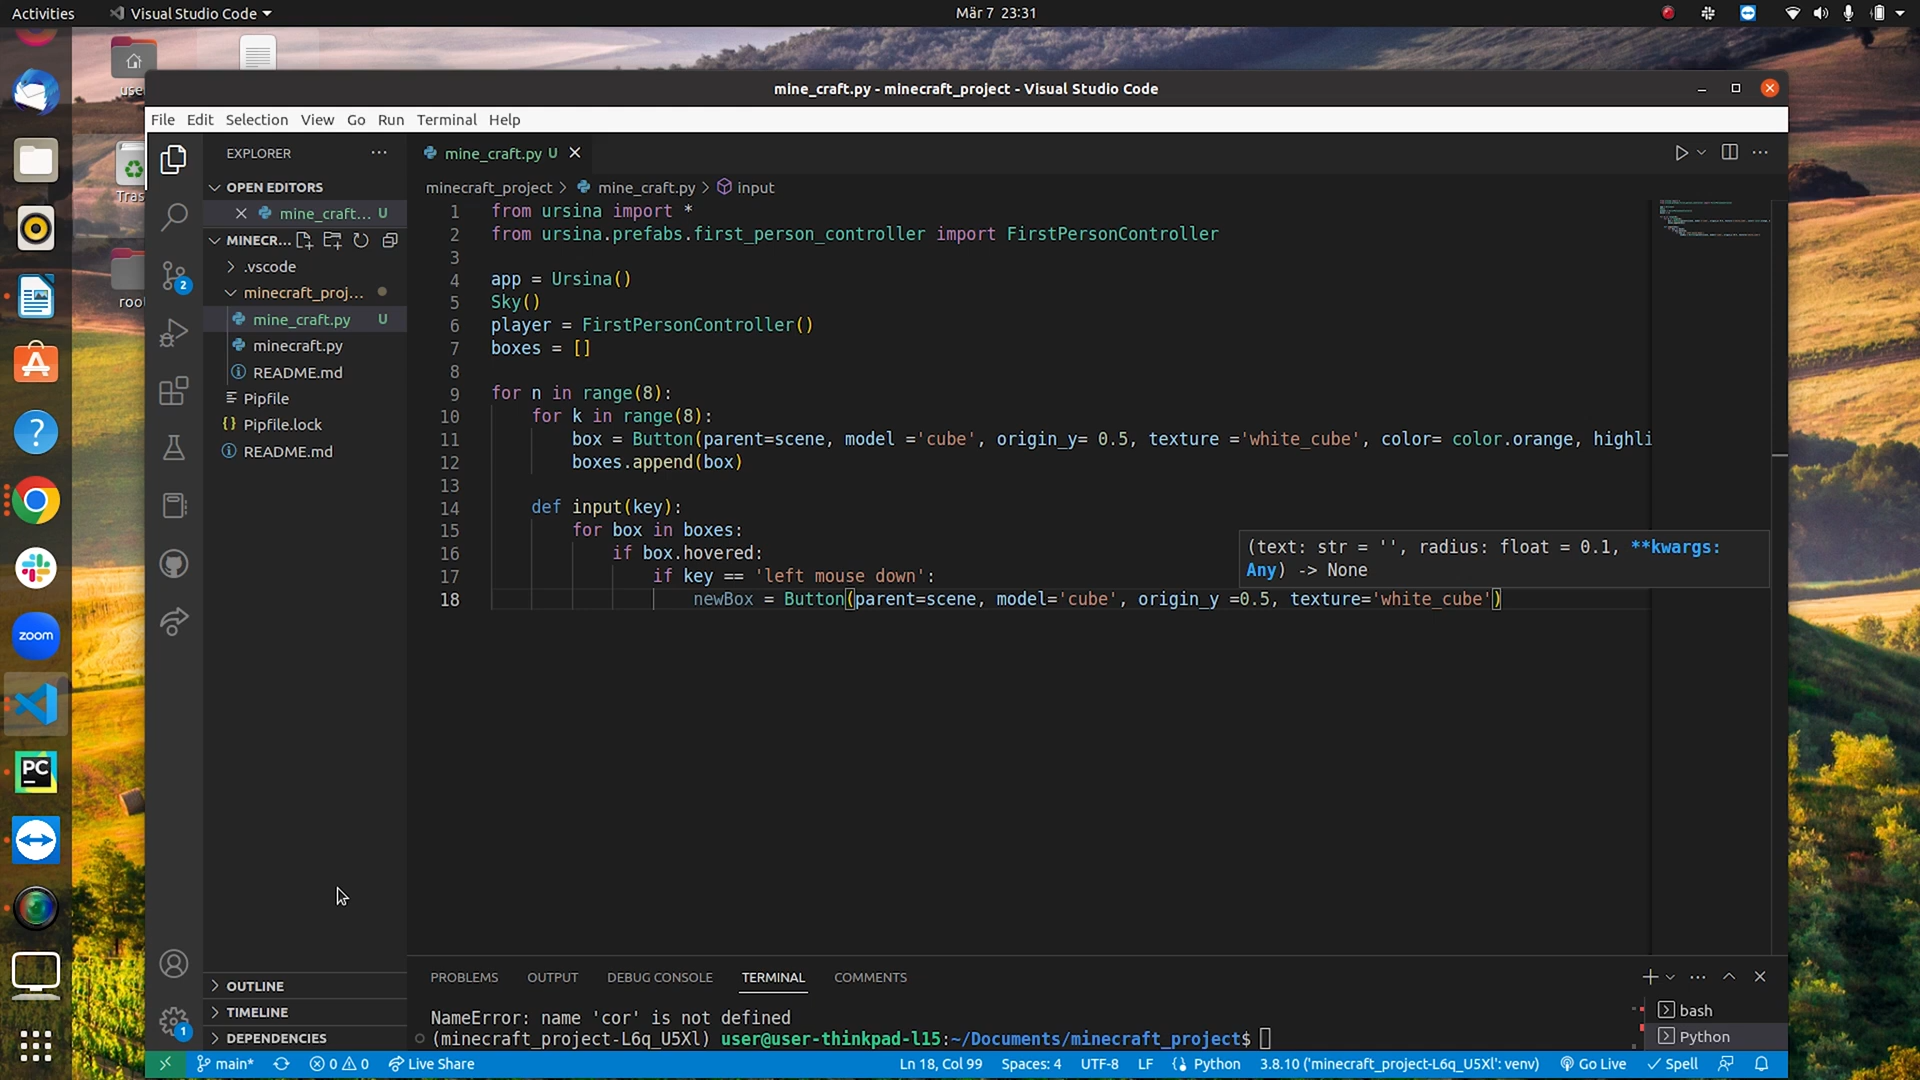 Activities
Visual Studio Code
Mär 7 23:31
mine_craft.py - minecraft_project - Visual Studio Code
File Edit Selection View Go Run Terminal Help
EXPLORER
OPEN EDITORS
mine_craft... U
MINECR...
.vscode
minecraft_proj...
mine_craft.py U
minecraft.py
README.md
Pipfile
{} Pipfile.lock
README.md
OUTLINE
TIMELINE
DEPENDENCIES
2
1
zoom
PC
mine_craft.py U
minecraft_project > mine_craft.py > input
1 from ursina import *
2 from ursina.prefabs.first_person_controller import FirstPersonController
3
4 app = Ursina()
5 Sky()
6 player = FirstPersonController()
7 boxes = []
8
9 for n in range(8):
10 for k in range(8):
11 box = Button(parent=scene, model ='cube', origin_y= 0.5, texture ='white_cube', color= color.orange, highli
12 boxes.append(box)
13
14 def input(key):
15 for box in boxes:
16 if box.hovered:
17 if key == 'left mouse down':
18 newBox = Button(parent=scene, model='cube', origin_y =0.5, texture='white_cube')
(text: str = '', radius: float = 0.1, **kwargs:
Any) -> None
PROBLEMS OUTPUT DEBUG CONSOLE TERMINAL COMMENTS
NameError: name 'cor' is not defined
(minecraft_project-L6q_U5Xl) user@user-thinkpad-l15:~/Documents/minecraft_project$
bash
Python
main* 0 0 Live Share Ln 18, Col 99 Spaces: 4 UTF-8 LF Python 3.8.10 ('minecraft_project-L6q_U5Xl': venv) Go Live Spell